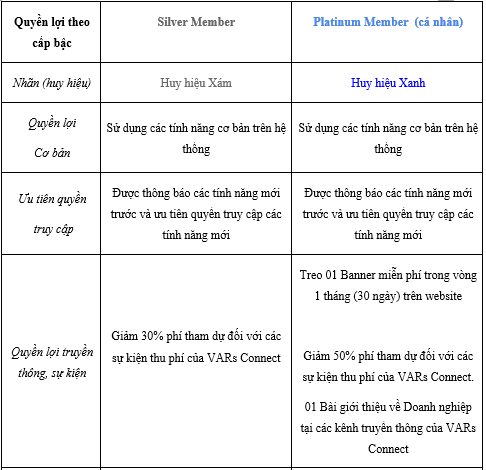 Quyền lợi theo
cấp bậc
Silver Member
Platinum Member (cá nhân)
Nhãn (huy hiệu)
Huy hiệu Xám
Huy hiệu Xanh
Quyền lợi
Cơ bản
Sử dụng các tính năng cơ bản trên hệ
thống
Sử dụng các tính năng cơ bản trên hệ
thống
Ưu tiên quyền
truy cập
Được thông báo các tính năng mới
trước và ưu tiên quyền truy cập các
tính năng mới
Được thông báo các tính năng mới
trước và ưu tiên quyền truy cập các
tính năng mới
Quyền lợi truyền
thông, sự kiện
Giảm 30% phí tham dự đối với các
sự kiện thu phí của VARs Connect
Treo 01 Banner miễn phí trong vòng
1 tháng (30 ngày) trên website
Giảm 50% phí tham dự đối với các
sự kiện thu phí của VARs Connect.
01 Bài giới thiệu về Doanh nghiệp
tại các kênh truyền thông của VARs
Connect